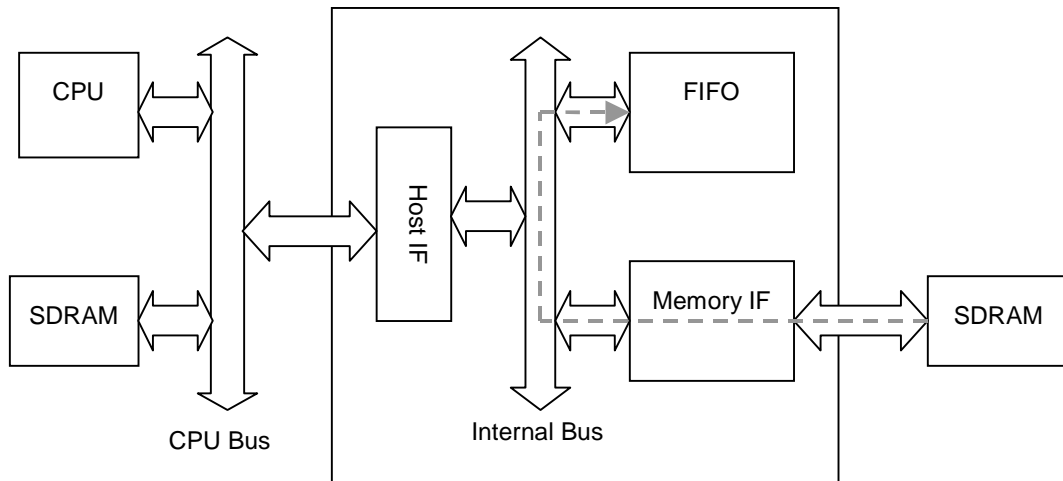 CPU
FIFO
Host IF
SDRAM
Memory IF
SDRAM
CPU Bus
Internal Bus